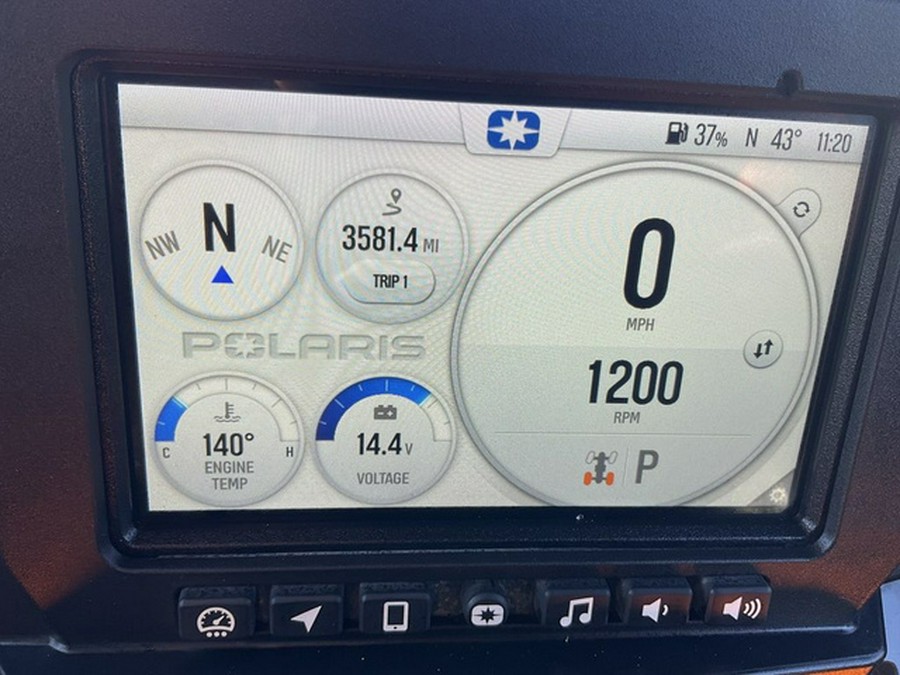 37% N 43° 11:20
N
NW NE
3581.4 MI
TRIP 1
0
MPH
POLARIS
1200
RPM
C 140° H
ENGINE
TEMP
14.4 V
VOLTAGE
P